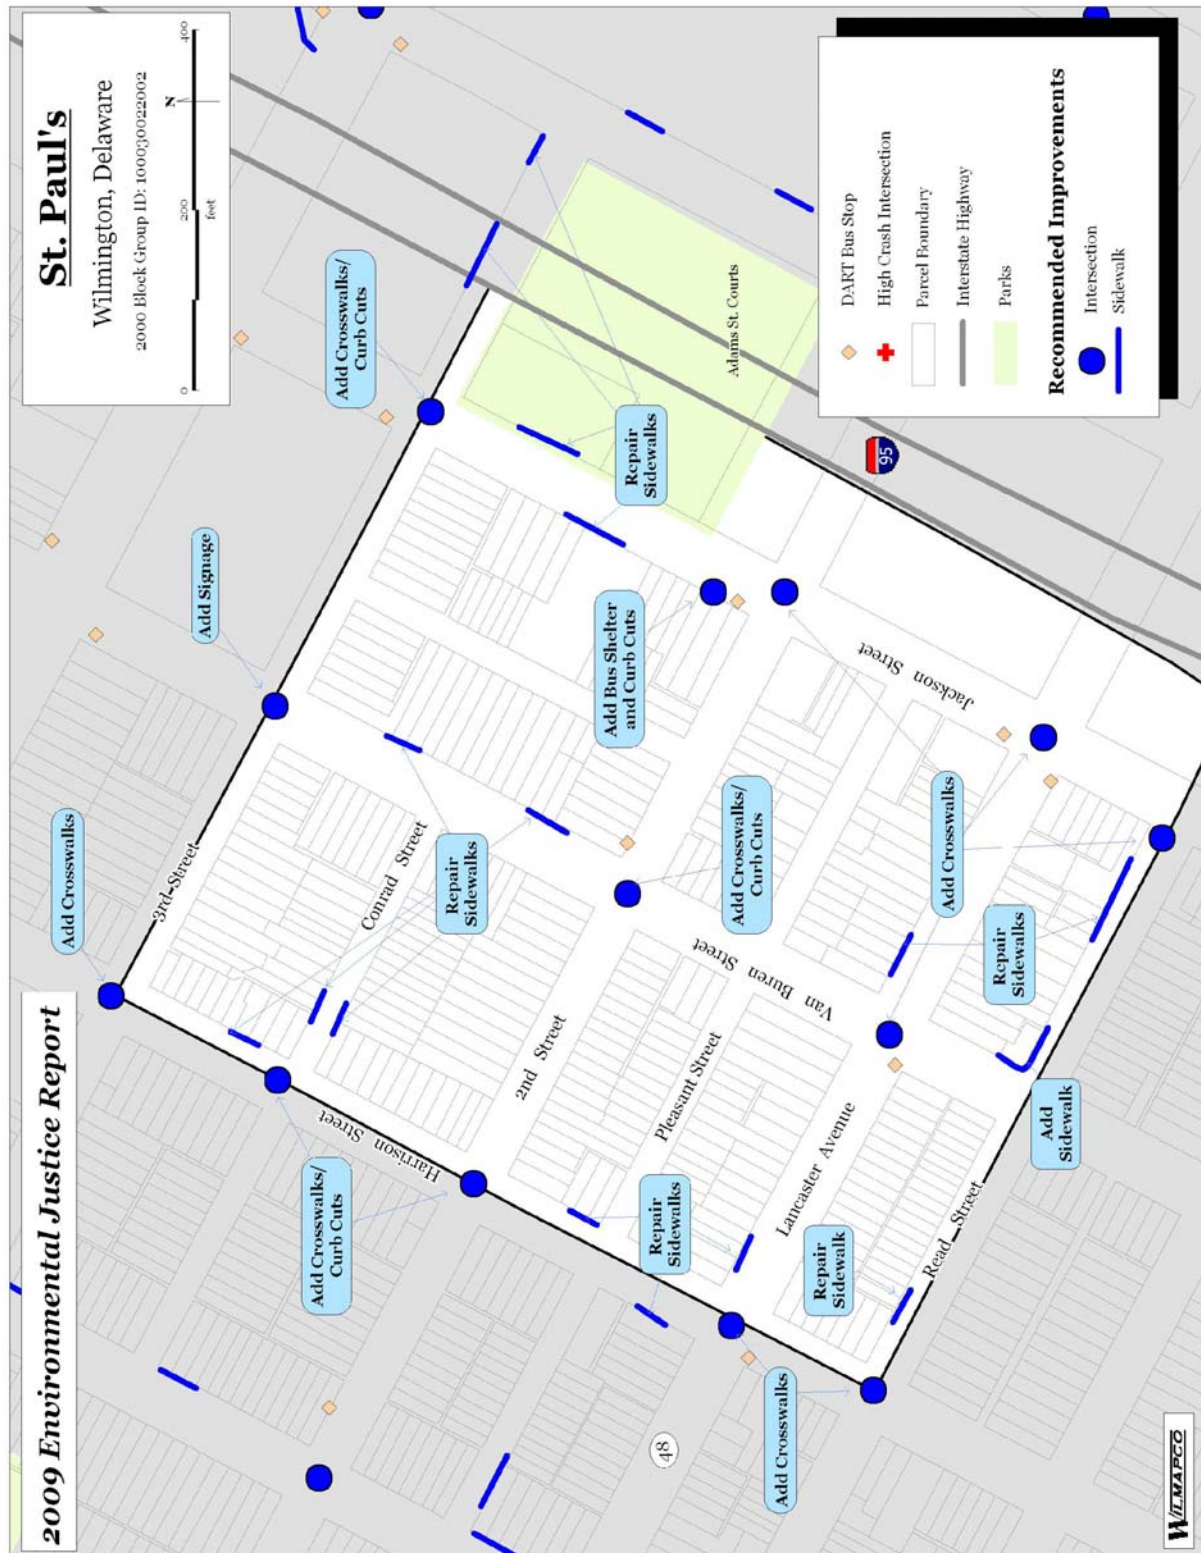 2009 Environmental Justice Report
St. Paul's
Wilmington, Delaware
2000 Block Group ID: 100030022002
0
200
400
feet
N
Add Crosswalks
Add Signage
Add Crosswalks/
Curb Cuts
3rd Street
Conrad Street
Repair
Sidewalks
Harrison Street
Add Crosswalks/
Curb Cuts
2nd Street
Add Bus Shelter
and Curb Cuts
Repair
Sidewalks
Adams St. Courts
Pleasant Street
Repair
Sidewalks
Van Buren Street
Add Crosswalks/
Curb Cuts
Jackson Street
95
48
Add Crosswalks
Lancaster Avenue
Repair
Sidewalk
Read Street
Add Crosswalks
Repair
Sidewalks
Add
Sidewalk
DART Bus Stop
High Crash Intersection
Parcel Boundary
Interstate Highway
Parks
Recommended Improvements
Intersection
Sidewalk
WILMAPCO